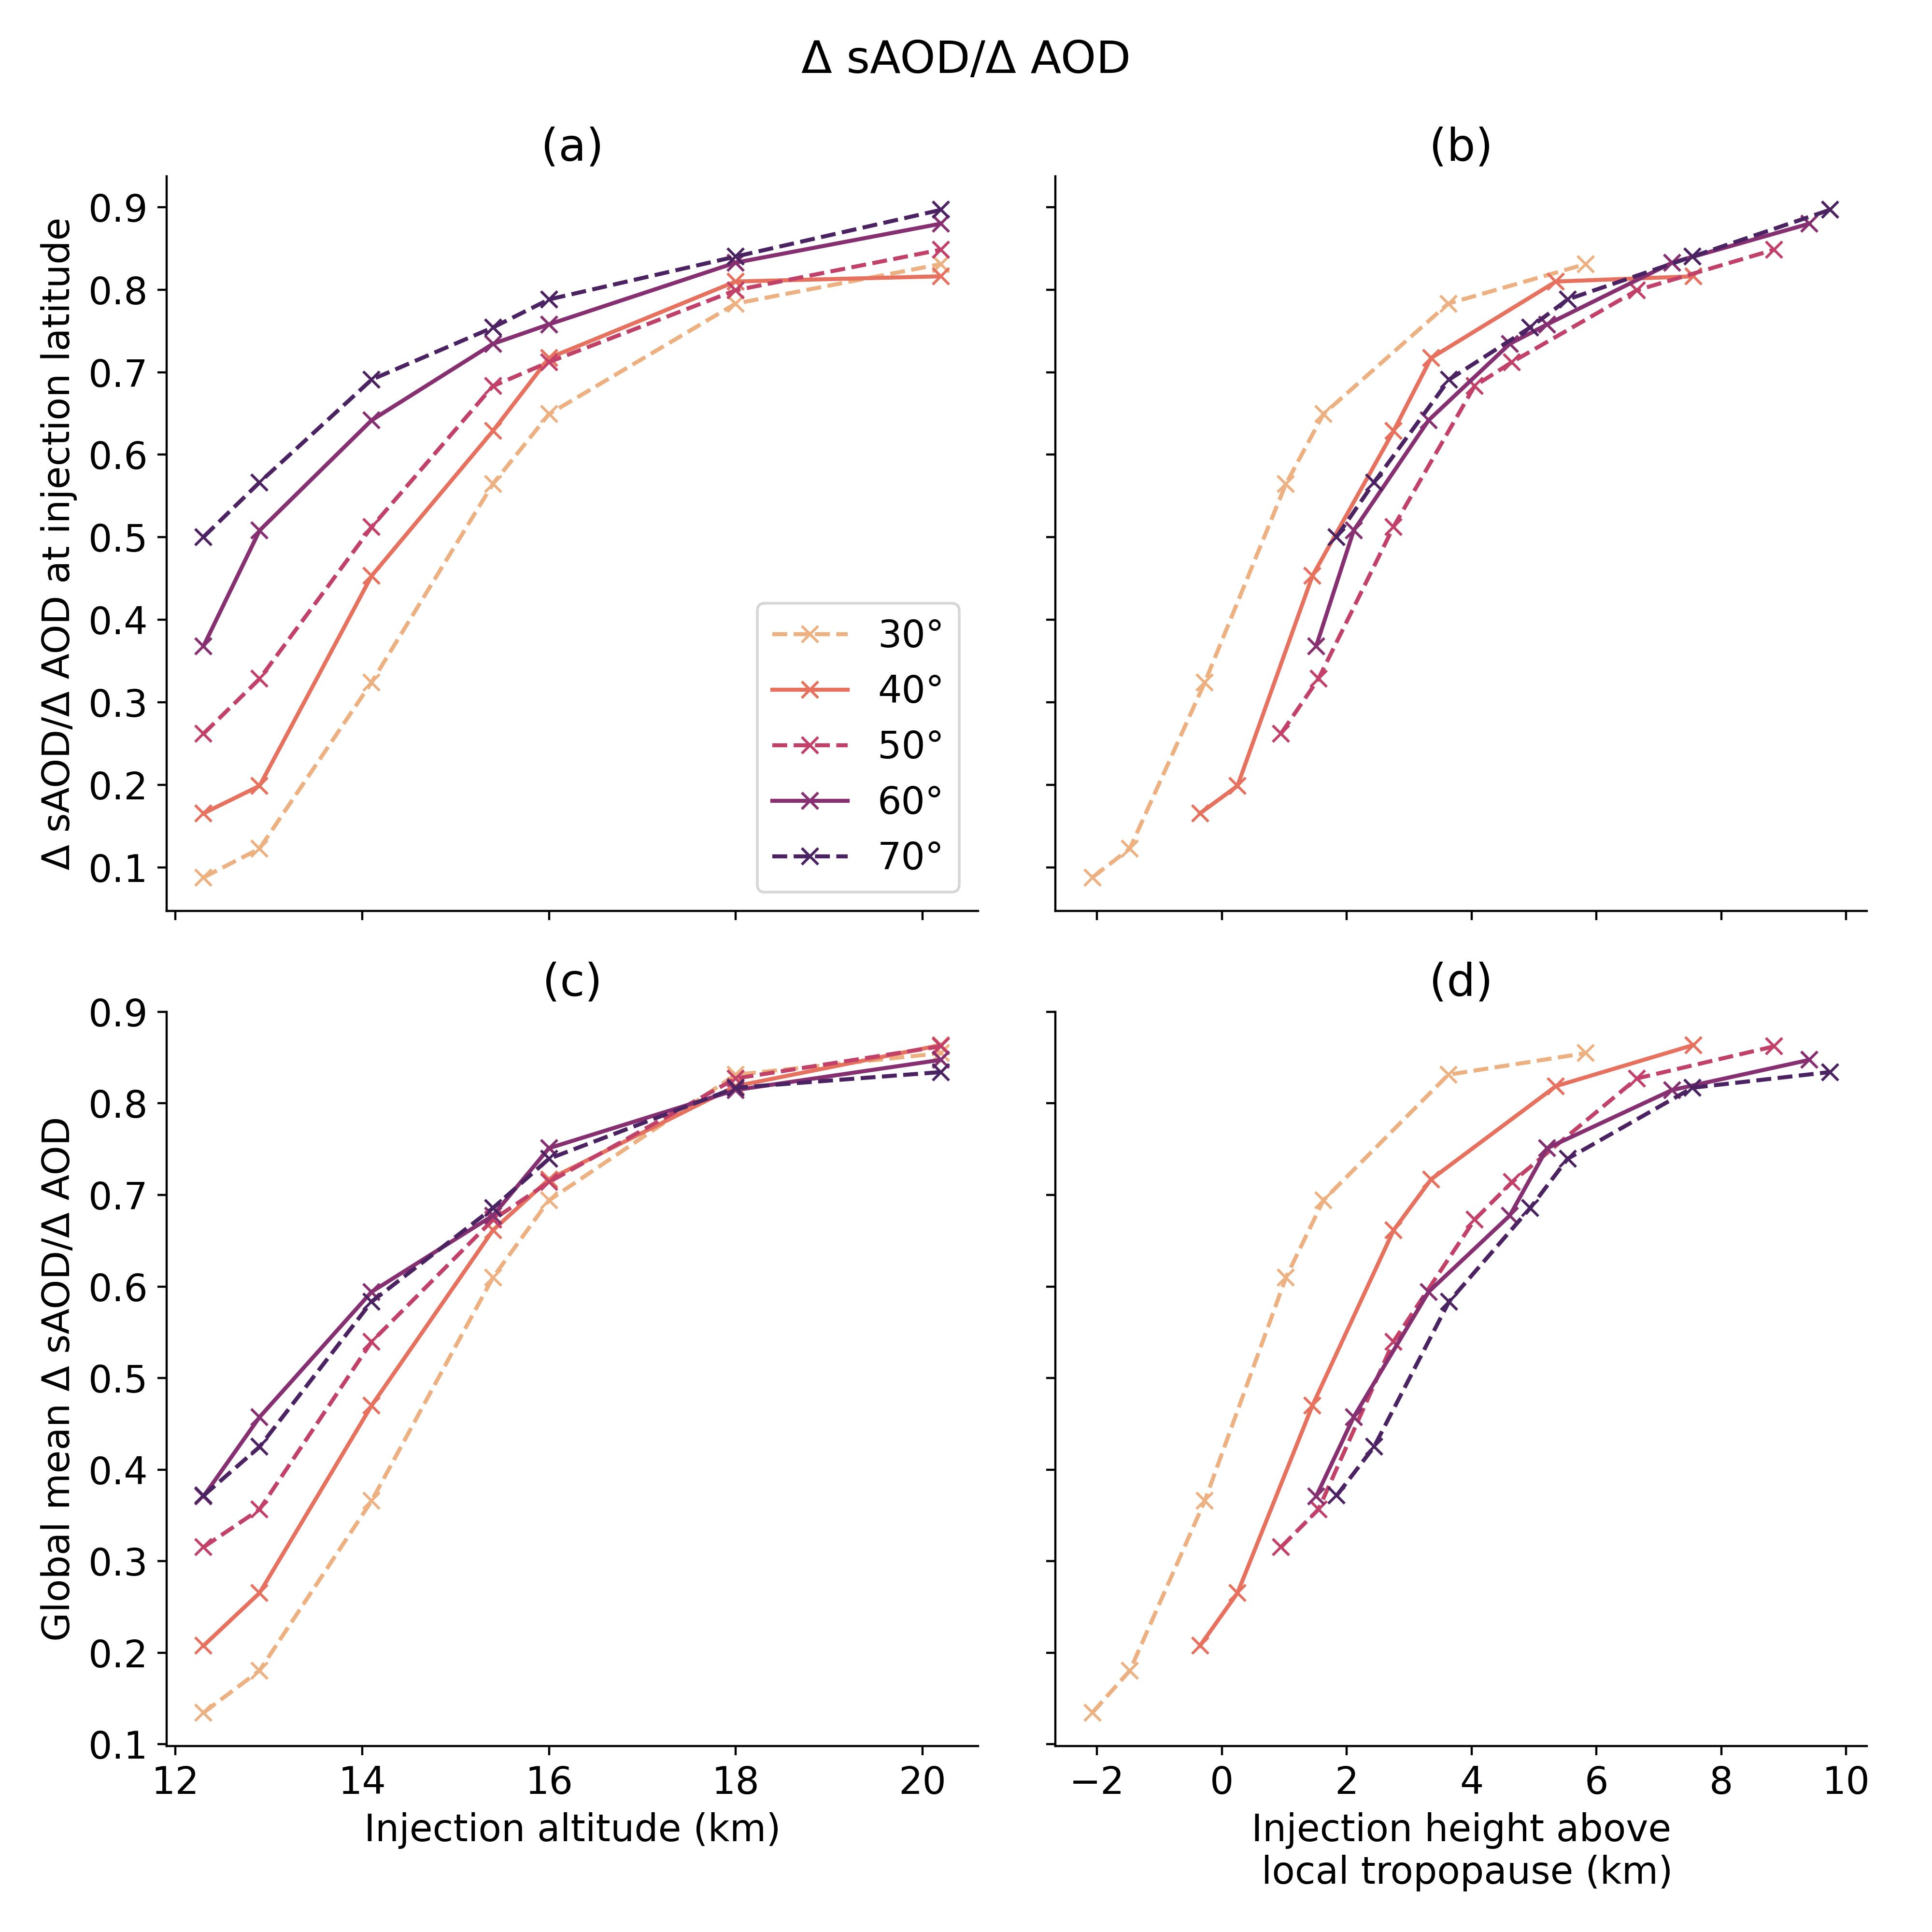 Δ sAOD/Δ AOD
(a)
(b)
Δ sAOD/Δ AOD at injection latitude
0.9
0.8
0.7
0.6
0.5
0.4
0.3
0.2
0.1
30°
40°
50°
60°
70°
(c)
(d)
Global mean Δ sAOD/Δ AOD
0.9
0.8
0.7
0.6
0.5
0.4
0.3
0.2
0.1
12 14 16 18 20
−2 0 2 4 6 8 10
Injection altitude (km)
Injection height above
local tropopause (km)